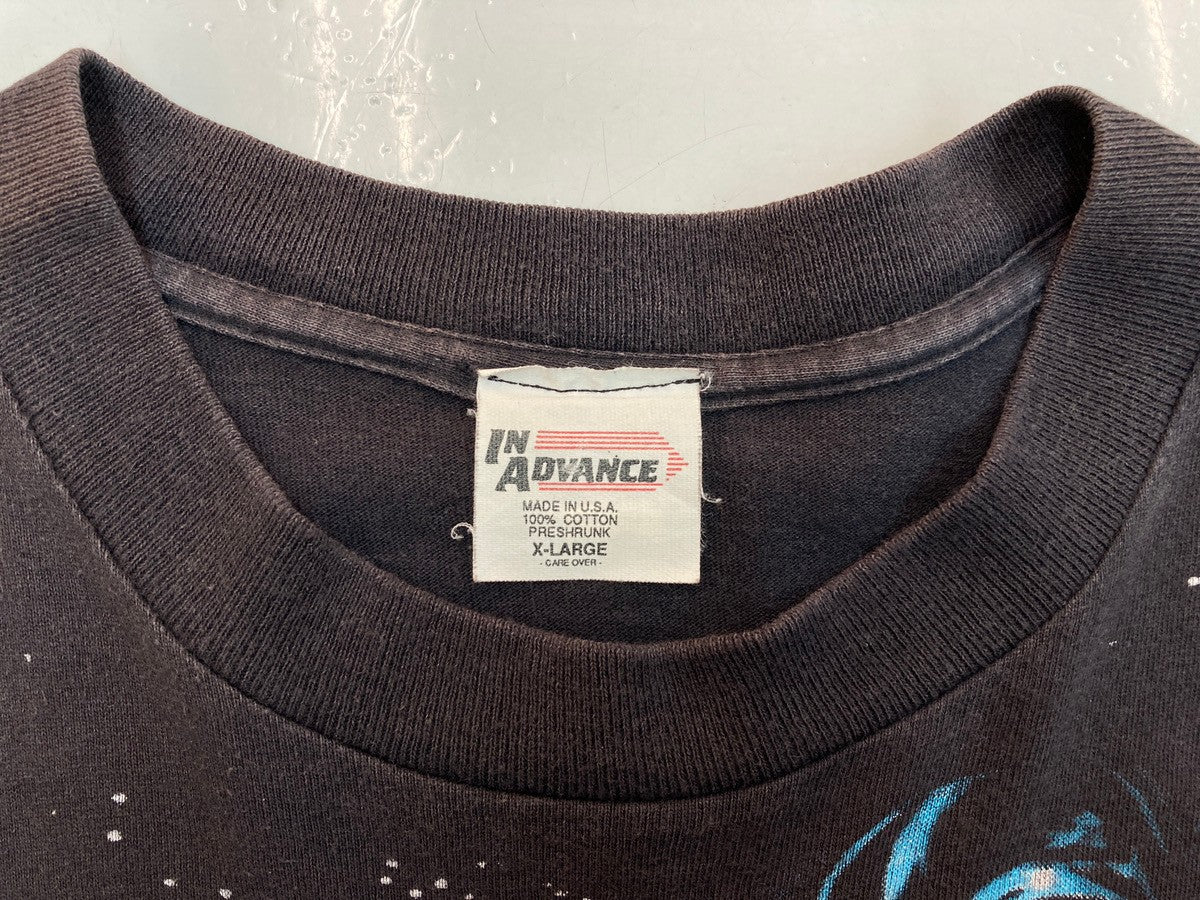 IN
ADVANCE
MADE IN U.S.A.
100% COTTON
PRESHRUNK
X-LARGE
- CARE OVER -